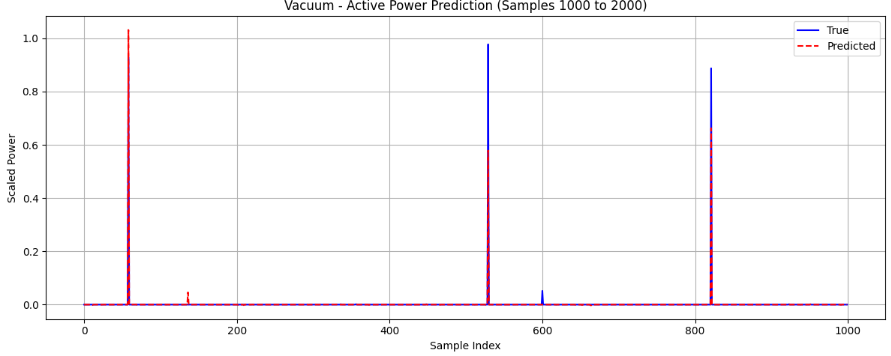 Vacuum - Active Power Prediction (Samples 1000 to 2000)
True
Predicted
Scaled Power
1.0
0.8
0.6
0.4
0.2
0.0
0 200 400 600 800 1000
Sample Index